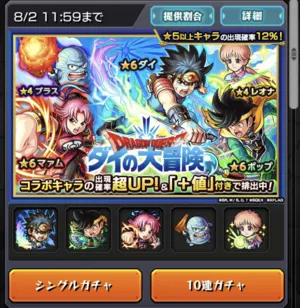 8/2 11:59まで
提供割合
詳細
★5以上キャラの出現確率12%!
★4ブラス
★6ダイ
★4レオナ
★6マァム
DRAGON QUEST
ダイの大冒険
★6ポップ
コラボキャラの出現確率超UP!&「+値」付きで排出中!
シングルガチャ
10連ガチャ